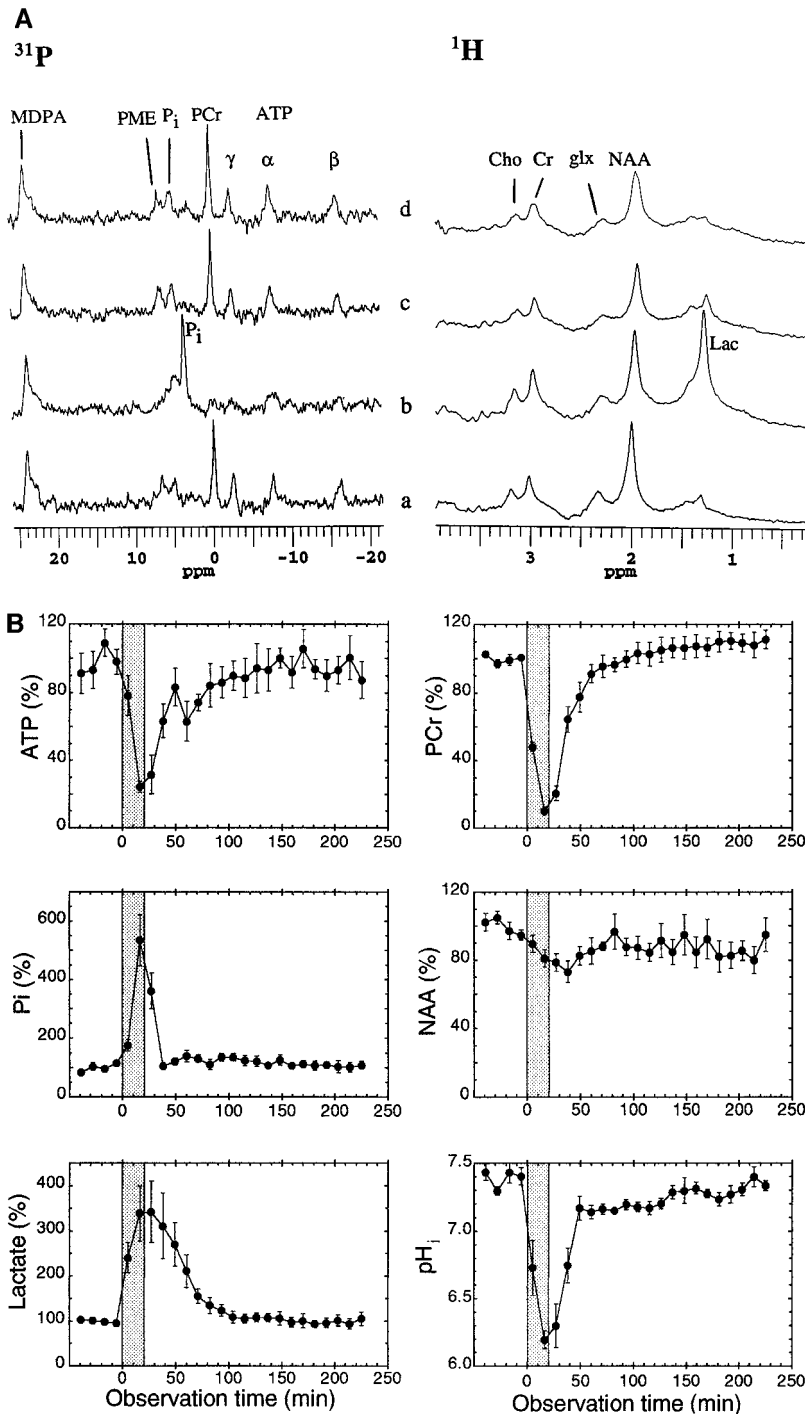 A
31P
1H
MDPA
PME
Pi
PCr
ATP
γ
α
β
Cho
Cr
glx
NAA
d
c
Pi
Lac
b
a
20
10
0
-10
-20
ppm
3
2
1
ppm
B
ATP (%)
120
80
40
0
0
50
100
150
200
250
PCr (%)
120
80
40
0
0
50
100
150
200
250
Pi (%)
600
400
200
0
0
50
100
150
200
250
NAA (%)
120
80
40
0
0
50
100
150
200
250
Lactate (%)
400
300
200
100
0
0
50
100
150
200
250
Observation time (min)
pHi
7.5
7.0
6.5
6.0
0
50
100
150
200
250
Observation time (min)